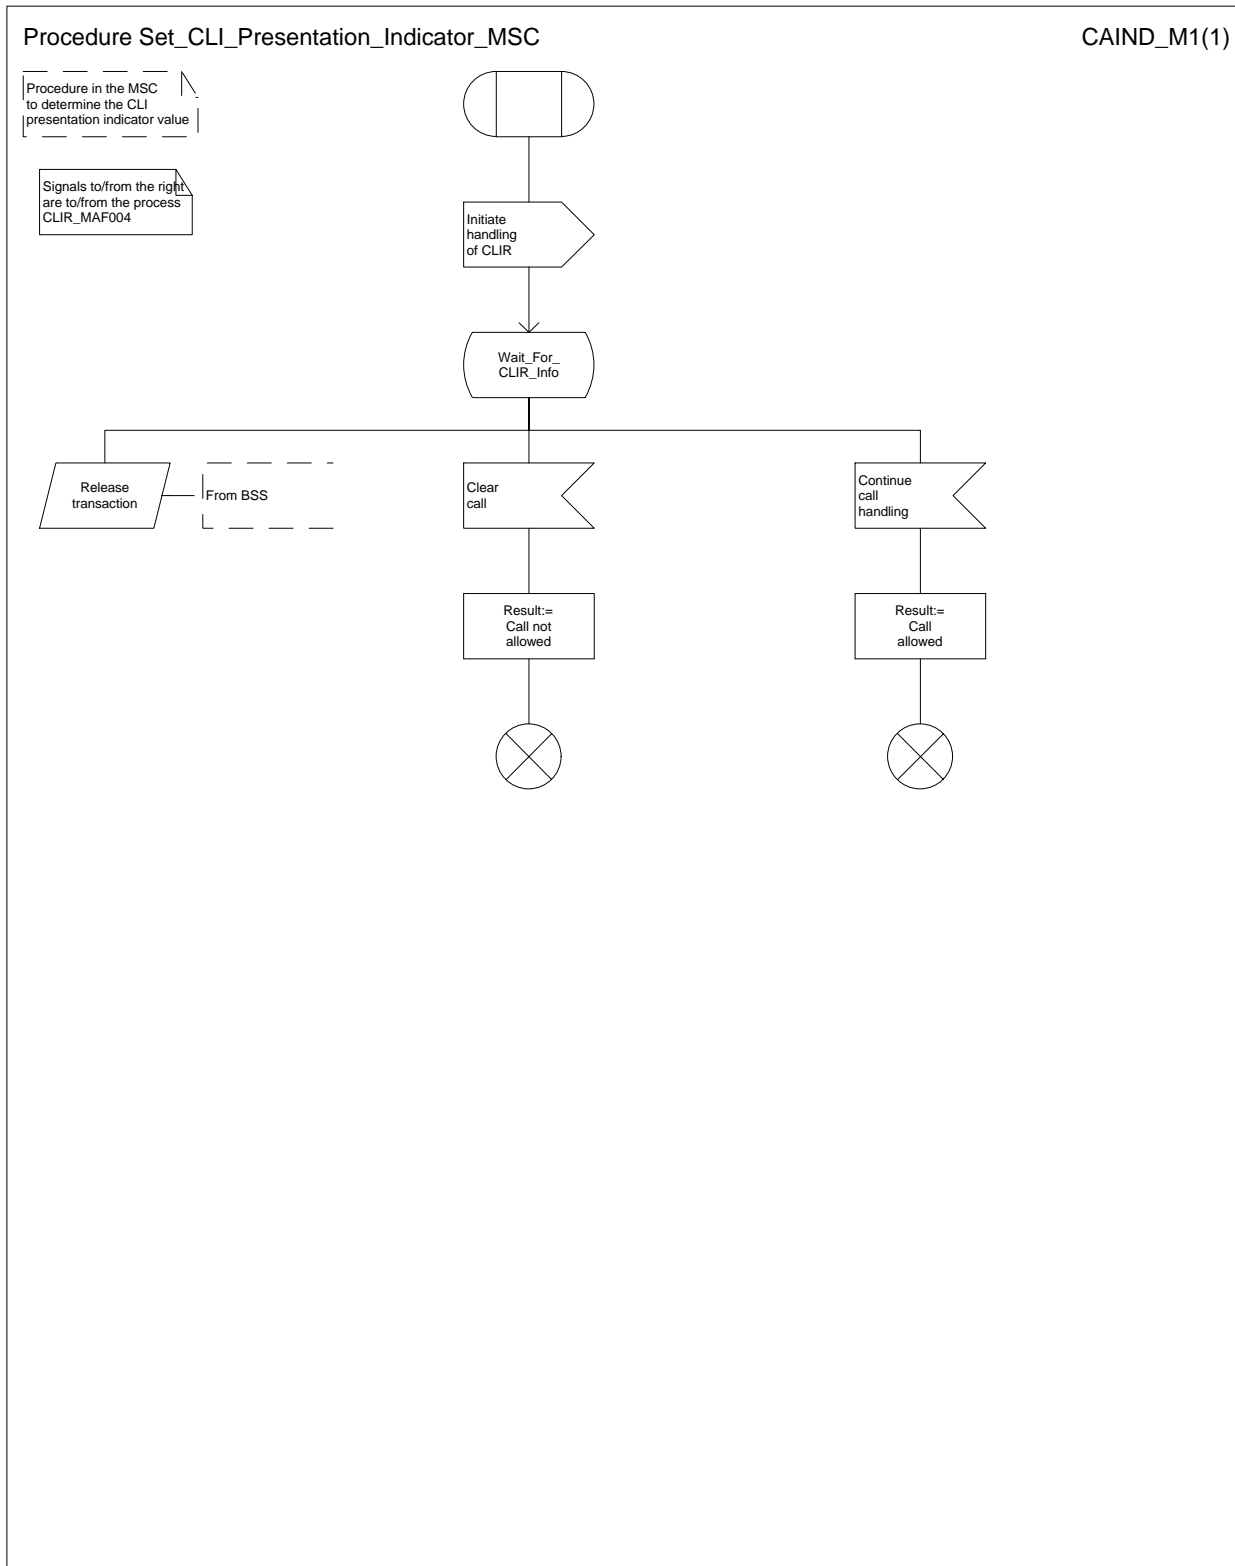 Procedure Set_CLI_Presentation_Indicator_MSC
CAIND_M1(1)
Procedure in the MSC
to determine the CLI
presentation indicator value
Signals to/from the right
are to/from the process
CLIR_MAF004
Initiate
handling
of CLIR
Wait_For_
CLIR_Info
Release
transaction
From BSS
Clear
call
Continue
call
handling
Result:=
Call not
allowed
Result:=
Call
allowed